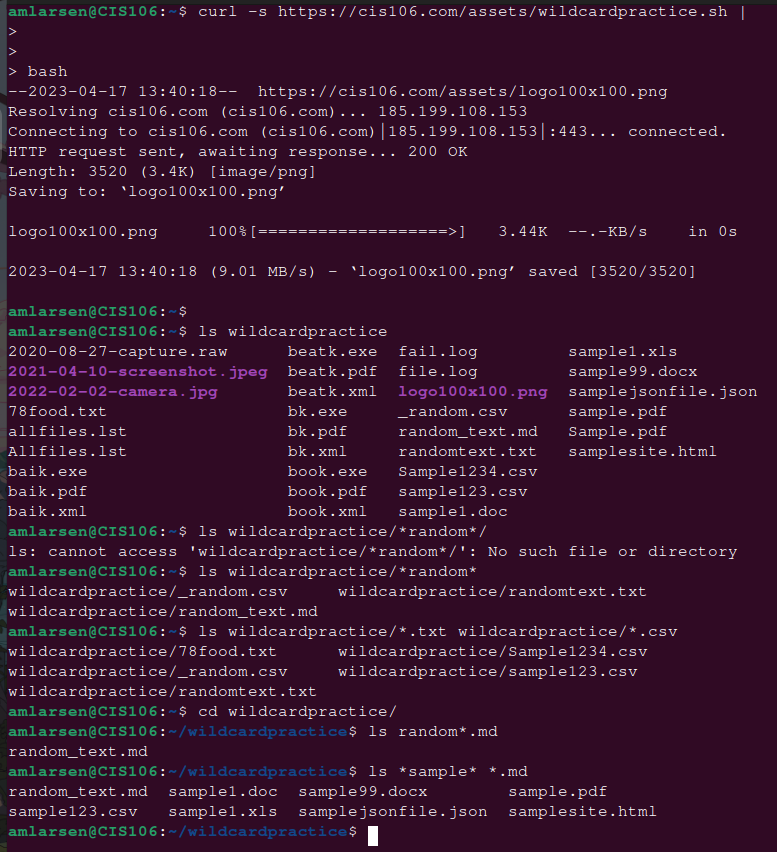 amlarsen@CIS106:~$ curl -s https://cis106.com/assets/wildcardpractice.sh |
>
>
> bash
--2023-04-17 13:40:18--  https://cis106.com/assets/logo100x100.png
Resolving cis106.com (cis106.com)... 185.199.108.153
Connecting to cis106.com (cis106.com)|185.199.108.153|:443... connected.
HTTP request sent, awaiting response... 200 OK
Length: 3520 (3.4K) [image/png]
Saving to: ‘logo100x100.png’
logo100x100.png     100%[===================>]   3.44K  --.-KB/s    in 0s
2023-04-17 13:40:18 (9.01 MB/s) - ‘logo100x100.png’ saved [3520/3520]
amlarsen@CIS106:~$
amlarsen@CIS106:~$ ls wildcardpractice
2020-08-27-capture.raw      beatk.exe  fail.log         sample1.xls
2021-04-10-screenshot.jpeg  beatk.pdf  file.log         sample99.docx
2022-02-02-camera.jpg       beatk.xml  logo100x100.png  samplejsonfile.json
78food.txt                  bk.exe     _random.csv      sample.pdf
allfiles.lst                bk.pdf     random_text.md   Sample.pdf
Allfiles.lst                bk.xml     randomtext.txt   samplesite.html
baik.exe                    book.exe   Sample1234.csv
baik.pdf                    book.pdf   sample123.csv
baik.xml                    book.xml   sample1.doc
amlarsen@CIS106:~$ ls wildcardpractice/*random*/
ls: cannot access 'wildcardpractice/*random*/': No such file or directory
amlarsen@CIS106:~$ ls wildcardpractice/*random*
wildcardpractice/_random.csv     wildcardpractice/randomtext.txt
wildcardpractice/random_text.md
amlarsen@CIS106:~$ ls wildcardpractice/*.txt wildcardpractice/*.csv
wildcardpractice/78food.txt      wildcardpractice/Sample1234.csv
wildcardpractice/_random.csv     wildcardpractice/sample123.csv
wildcardpractice/randomtext.txt
amlarsen@CIS106:~$ cd wildcardpractice/
amlarsen@CIS106:~/wildcardpractice$ ls random*.md
random_text.md
amlarsen@CIS106:~/wildcardpractice$ ls *sample* *.md
random_text.md  sample1.doc  sample99.docx        sample.pdf
sample123.csv   sample1.xls  samplejsonfile.json  samplesite.html
amlarsen@CIS106:~/wildcardpractice$